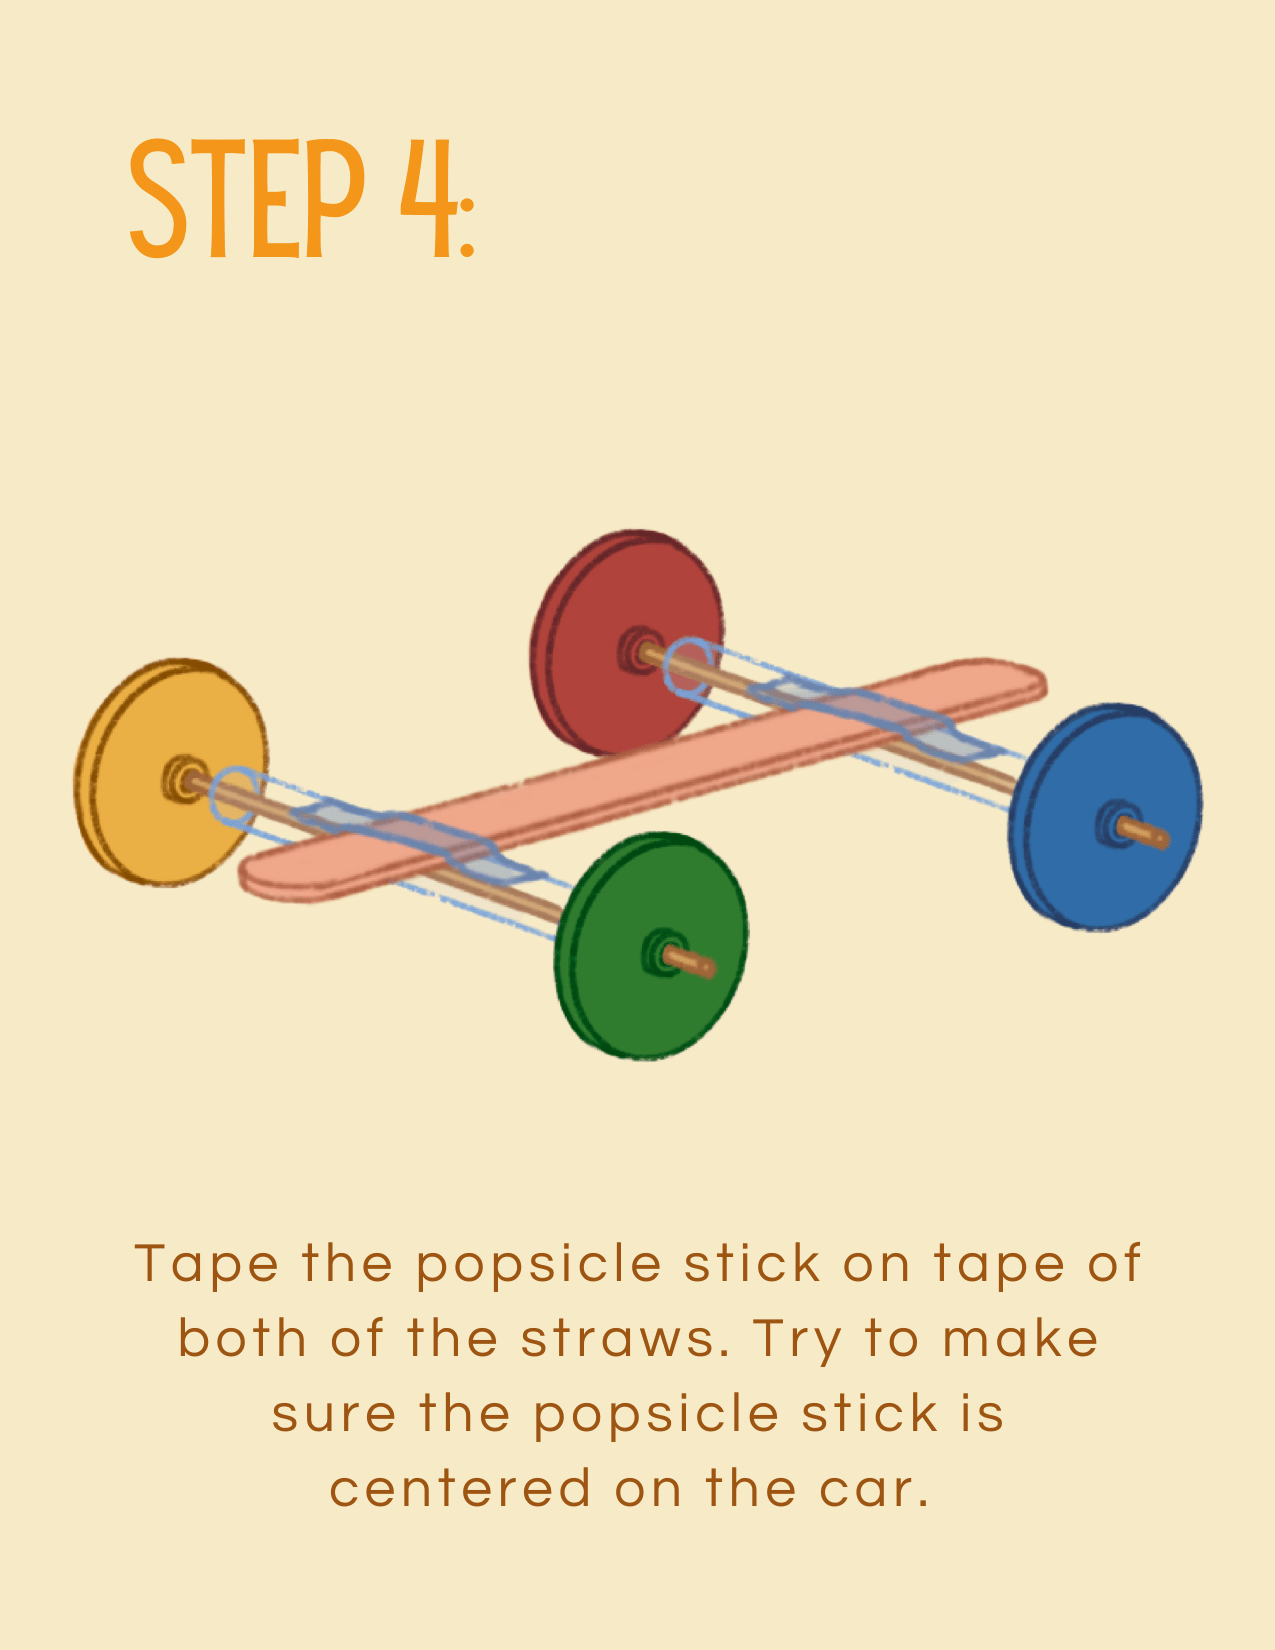 STEP 4:
Tape the popsicle stick on tape of
both of the straws. Try to make
sure the popsicle stick is
centered on the car.